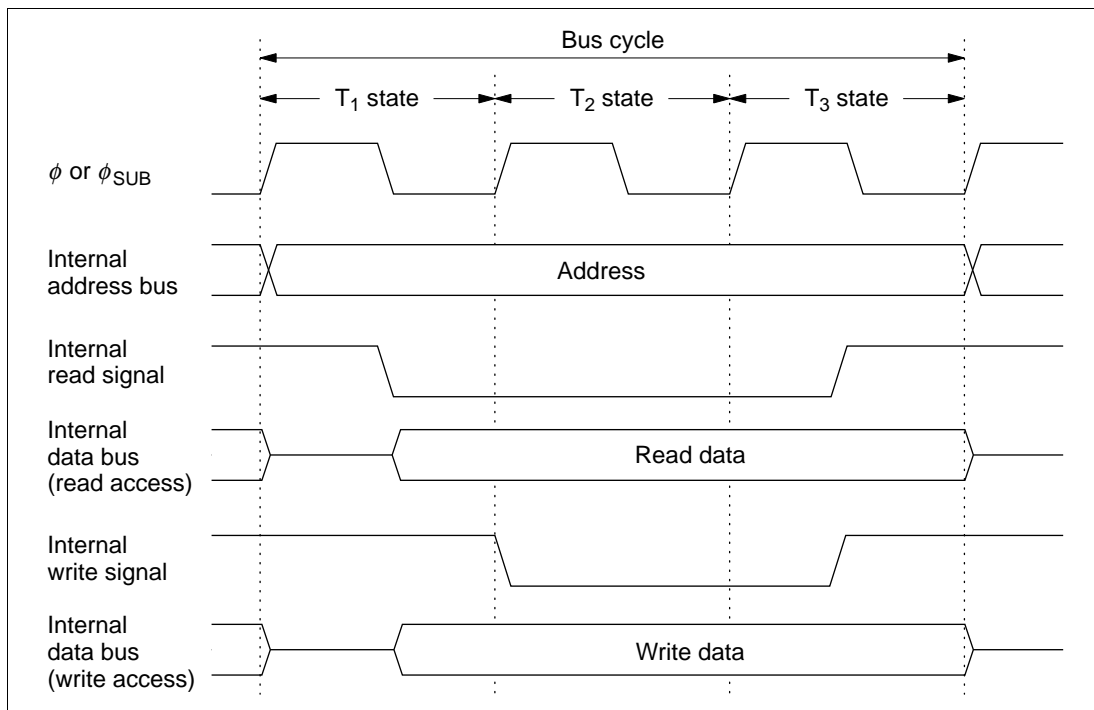 Bus cycle
T₁ state
T₂ state
T₃ state
ϕ or ϕSUB
Internal
address bus
Address
Internal
read signal
Internal
data bus
(read access)
Read data
Internal
write signal
Internal
data bus
(write access)
Write data